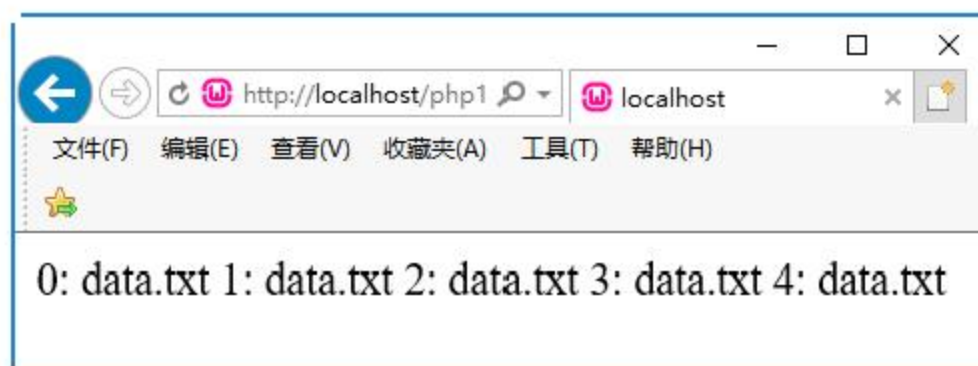 http://localhost/php1
localhost
文件(F) 编辑(E) 查看(V) 收藏夹(A) 工具(T) 帮助(H)
0: data.txt 1: data.txt 2: data.txt 3: data.txt 4: data.txt